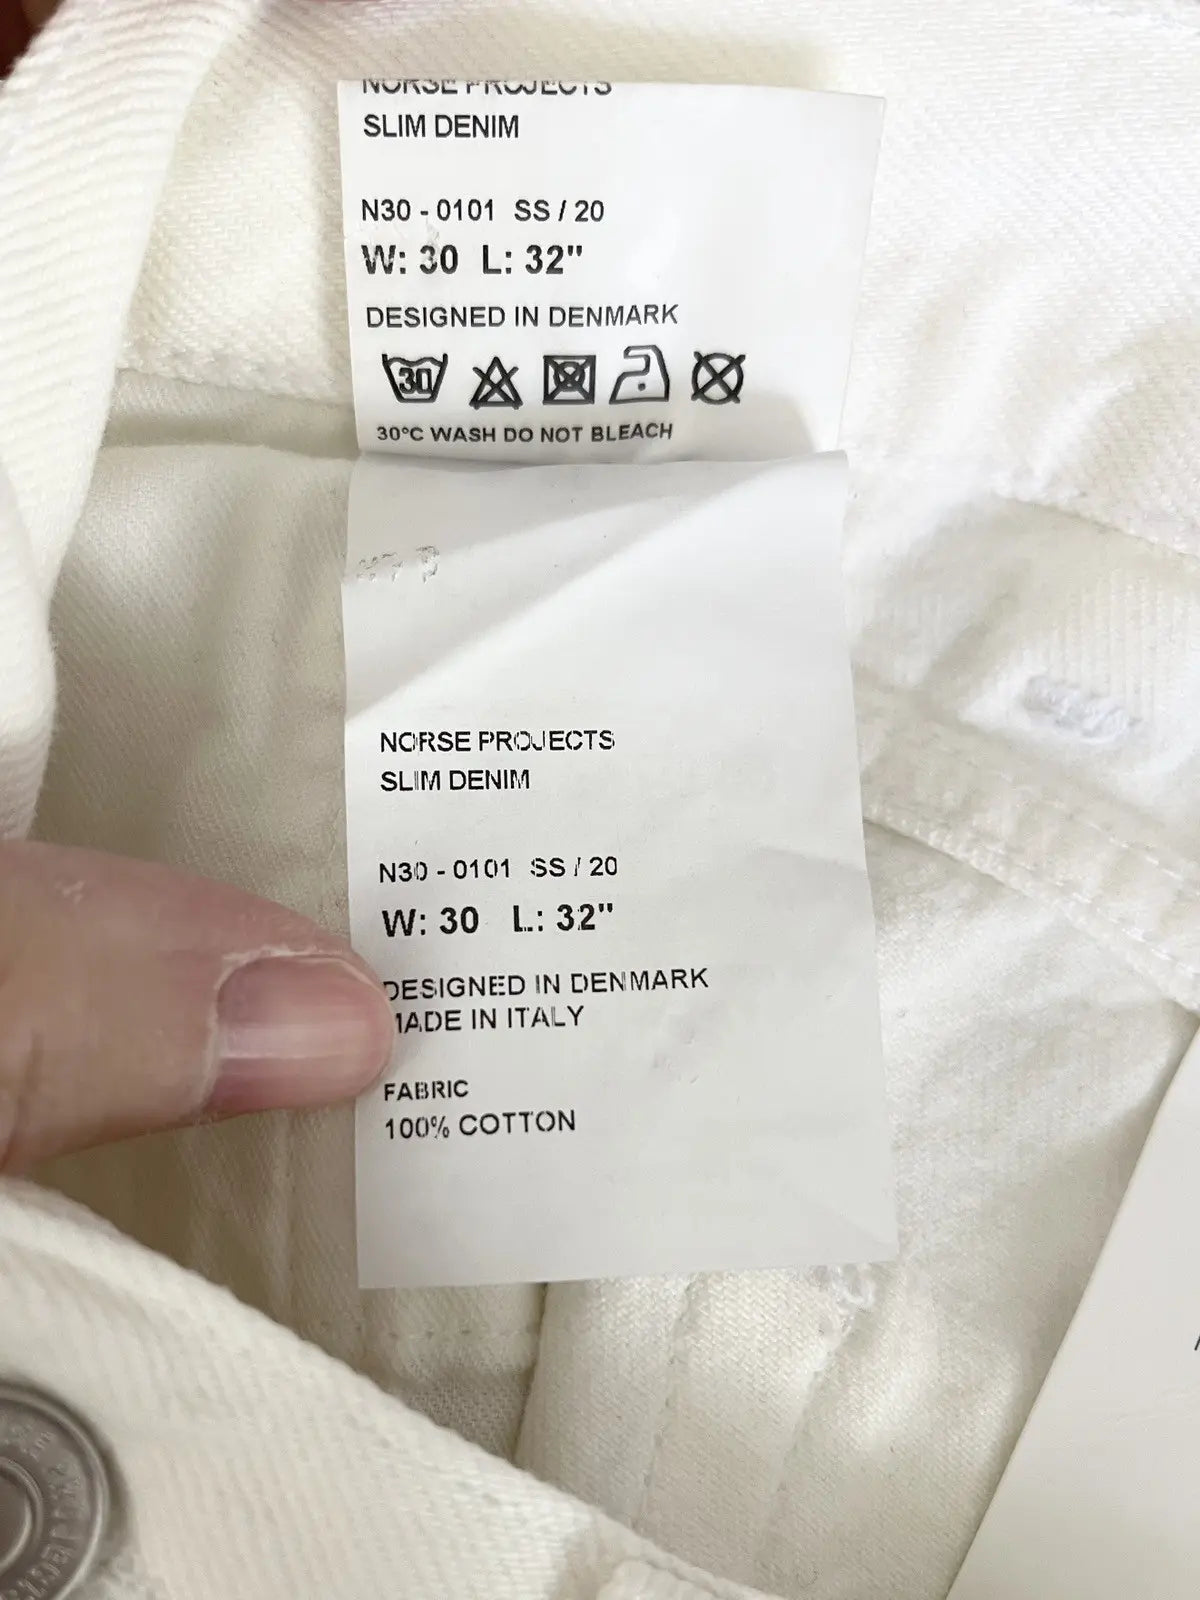 NORSE PROJECTS
SLIM DENIM
N30 - 0101 SS / 20
W: 30 L: 32"
DESIGNED IN DENMARK
30
30°C WASH DO NOT BLEACH
NORSE PROJECTS
SLIM DENIM
N30 - 0101 SS / 20
W: 30 L: 32"
DESIGNED IN DENMARK
MADE IN ITALY
FABRIC
100% COTTON